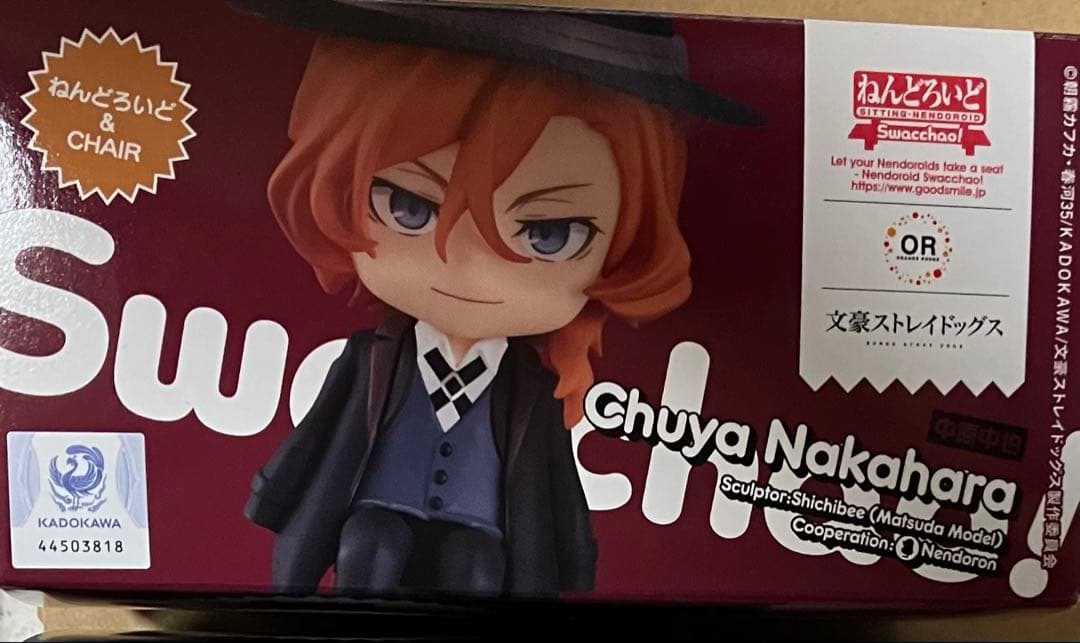 ねんどろいど
&
CHAIR
Swacchao!
ねんどろいど
SITTING-NENDOROID
Swacchao!
Let your Nendoroids take a seat
- Nendoroid Swacchao!
https://www.goodsmile.jp
OR
ORANGE ROUGE
文豪ストレイドッグス
BUNGO STRAY DOGS
中原中也
Chuya Nakahara
Sculptor:Shichibee (Matsuda Model)
Cooperation: Nendoron
KADOKAWA
44503818
©朝霧カフカ・春河35/KADOKAWA/文豪ストレイドッグス製作委員会